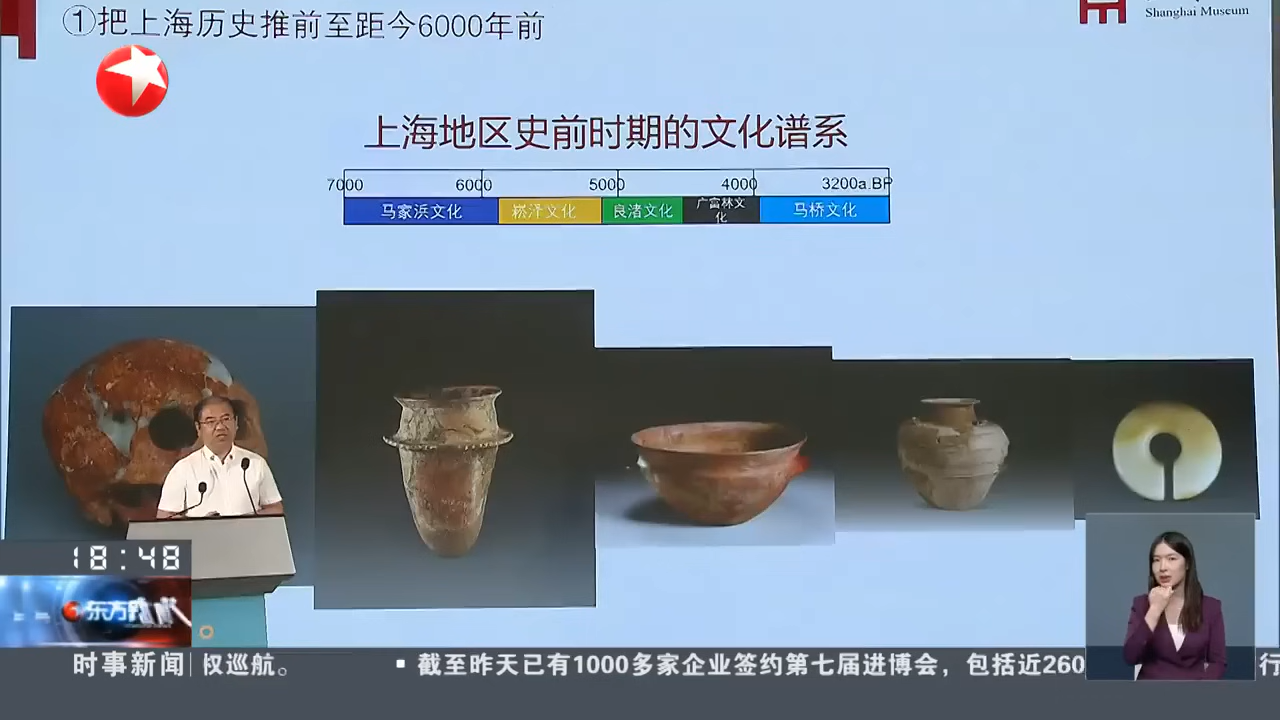 ①把上海历史推前至距今6000年前
Shanghai Museum
上海地区史前时期的文化谱系
7000 6000 5000 4000 3200a.BP
马家浜文化 崧泽文化 良渚文化 广富林文化 马桥文化
18:48
东方
时事新闻 权巡航。 ▪ 截至昨天已有1000多家企业签约第七届进博会，包括近260 行